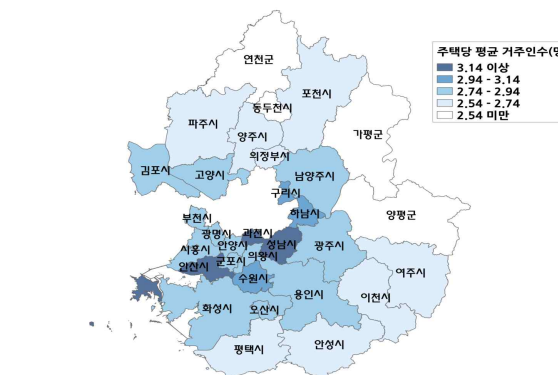 주택당 평균 거주인수(명
3.14 이상
2.94 - 3.14
2.74 - 2.94
2.54 - 2.74
2.54 미만
연천군
포천시
동두천시
파주시
양주시
가평군
의정부시
김포시
고양시
남양주시
구리시
하남시
양평군
부천시
광명시
과천시
시흥시
안양시
성남시
광주시
의왕시
안산시
군포시
수원시
여주시
용인시
이천시
화성시
오산시
평택시
안성시